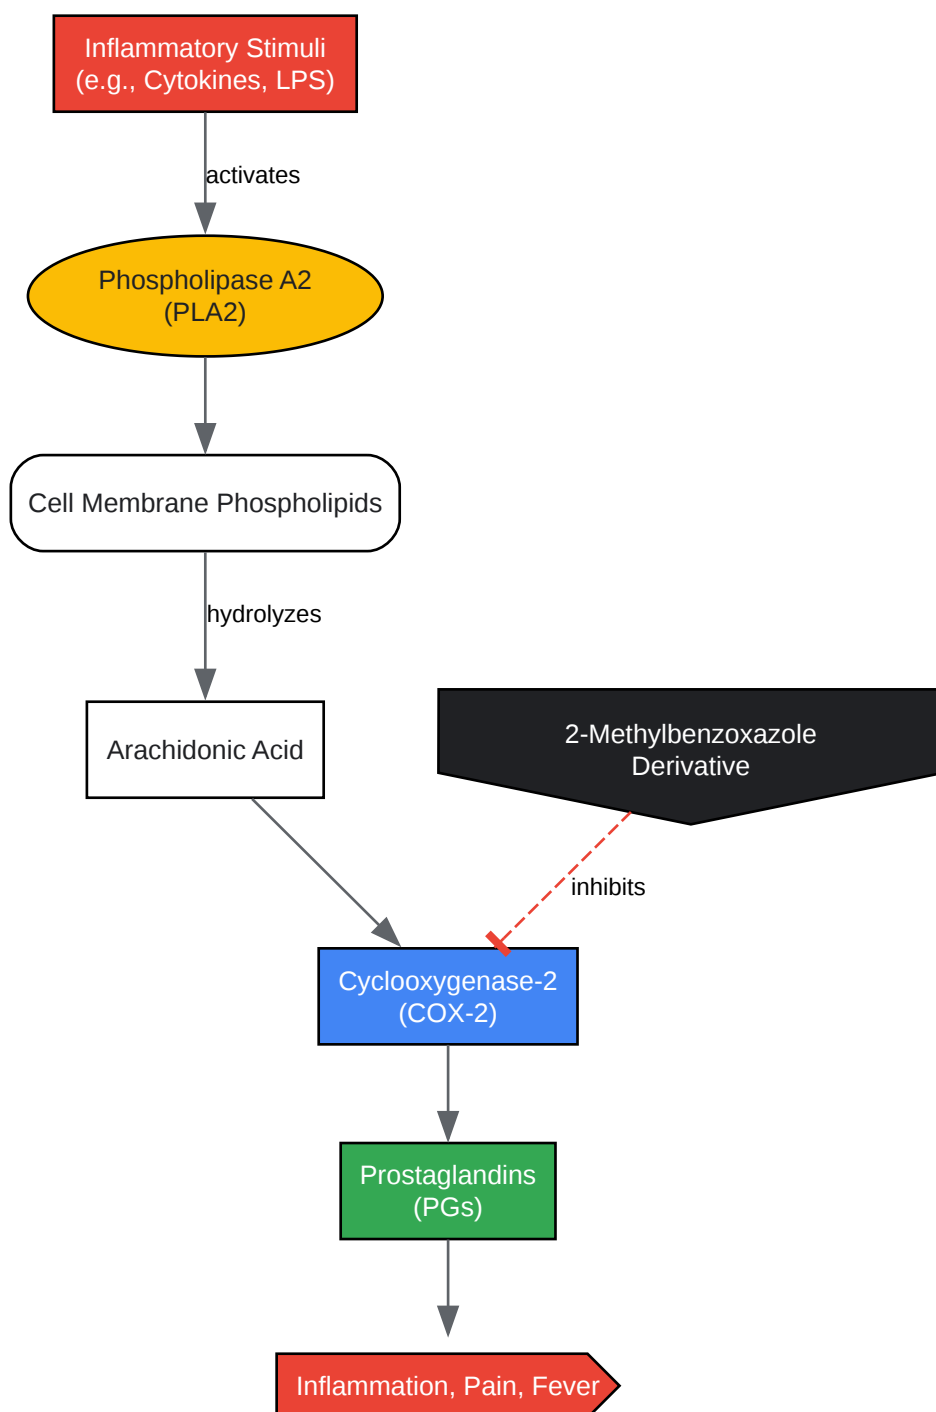 Inflammatory Stimuli
(e.g., Cytokines, LPS)
activates
Phospholipase A2
(PLA2)
Cell Membrane Phospholipids
hydrolyzes
Arachidonic Acid
2-Methylbenzoxazole
Derivative
inhibits
Cyclooxygenase-2
(COX-2)
Prostaglandins
(PGs)
Inflammation, Pain, Fever